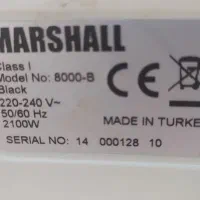 MARSHALL
Class I
Model No: 8000-B
Black
220-240 V~
50/60 Hz
2100W
MADE IN TURKE
SERIAL NO: 14 000128 10